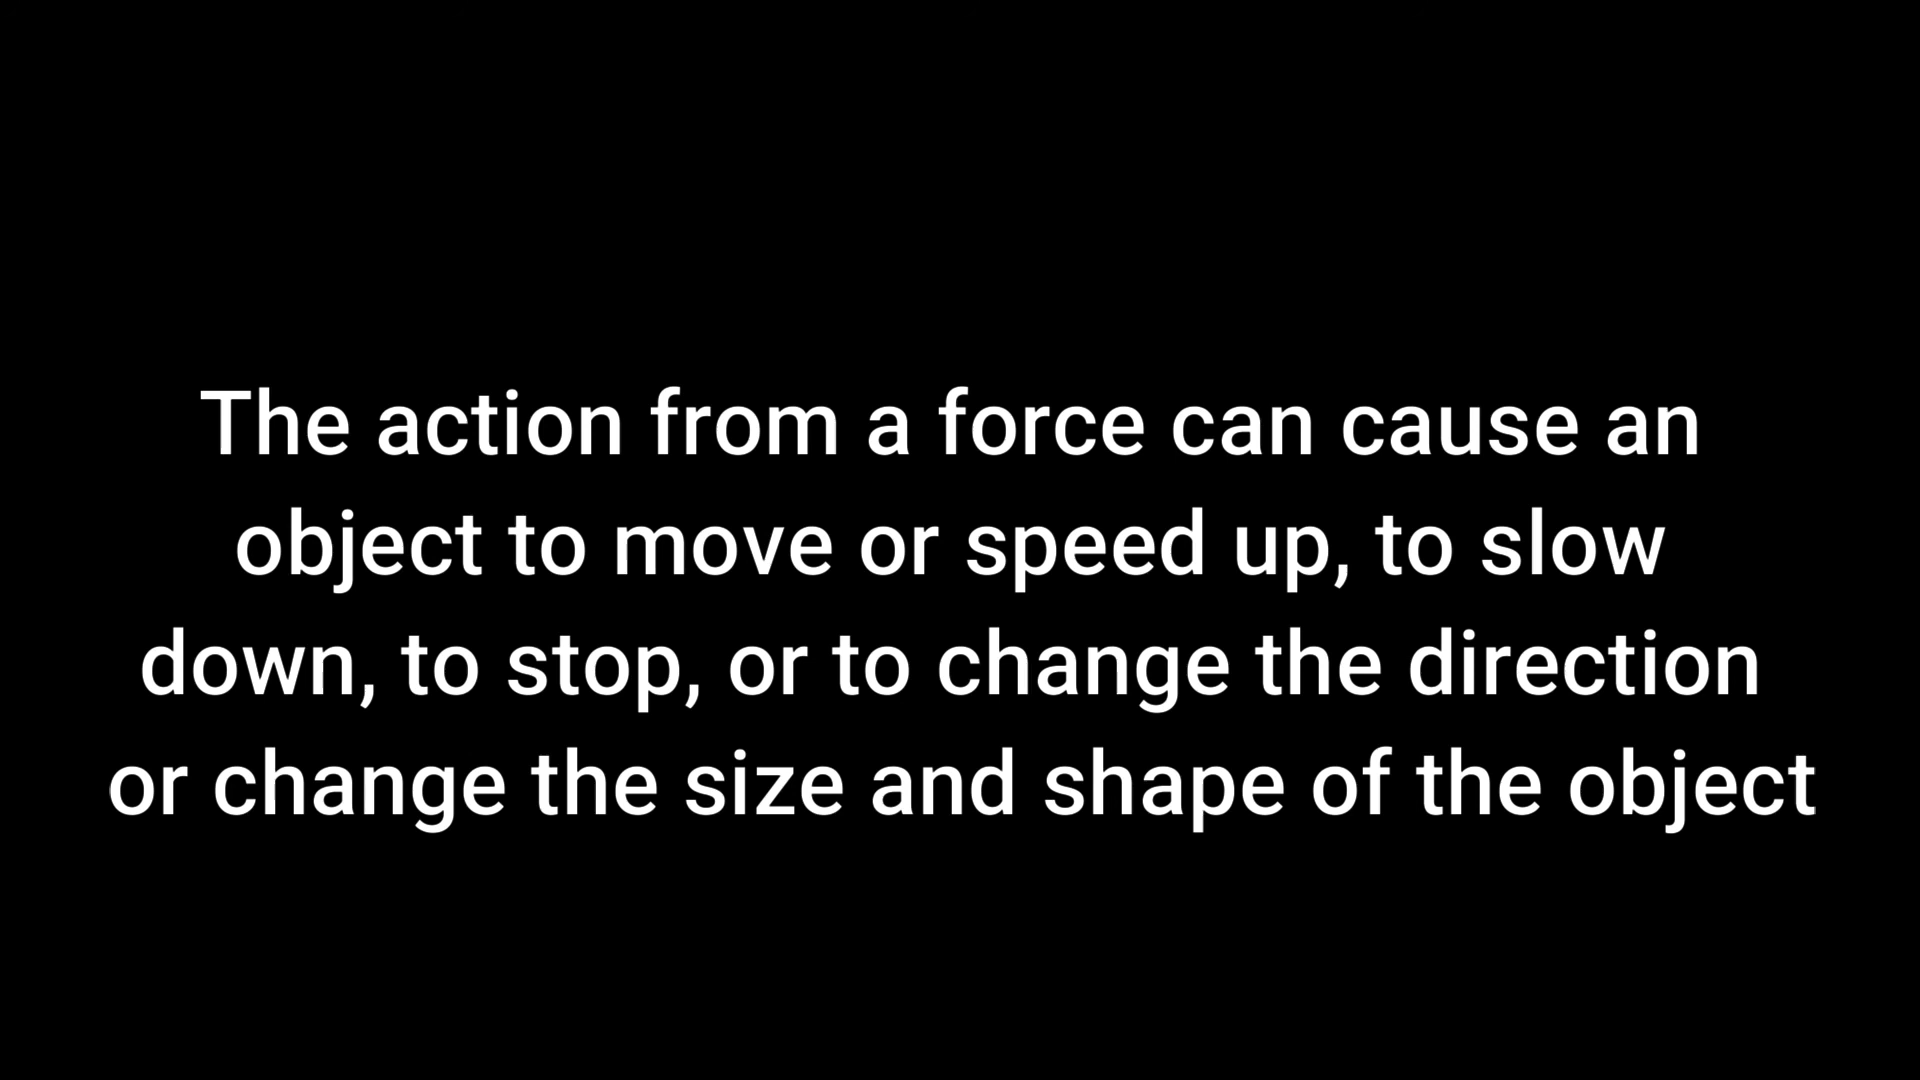 The action from a force can cause an
object to move or speed up, to slow
down, to stop, or to change the direction
or change the size and shape of the object